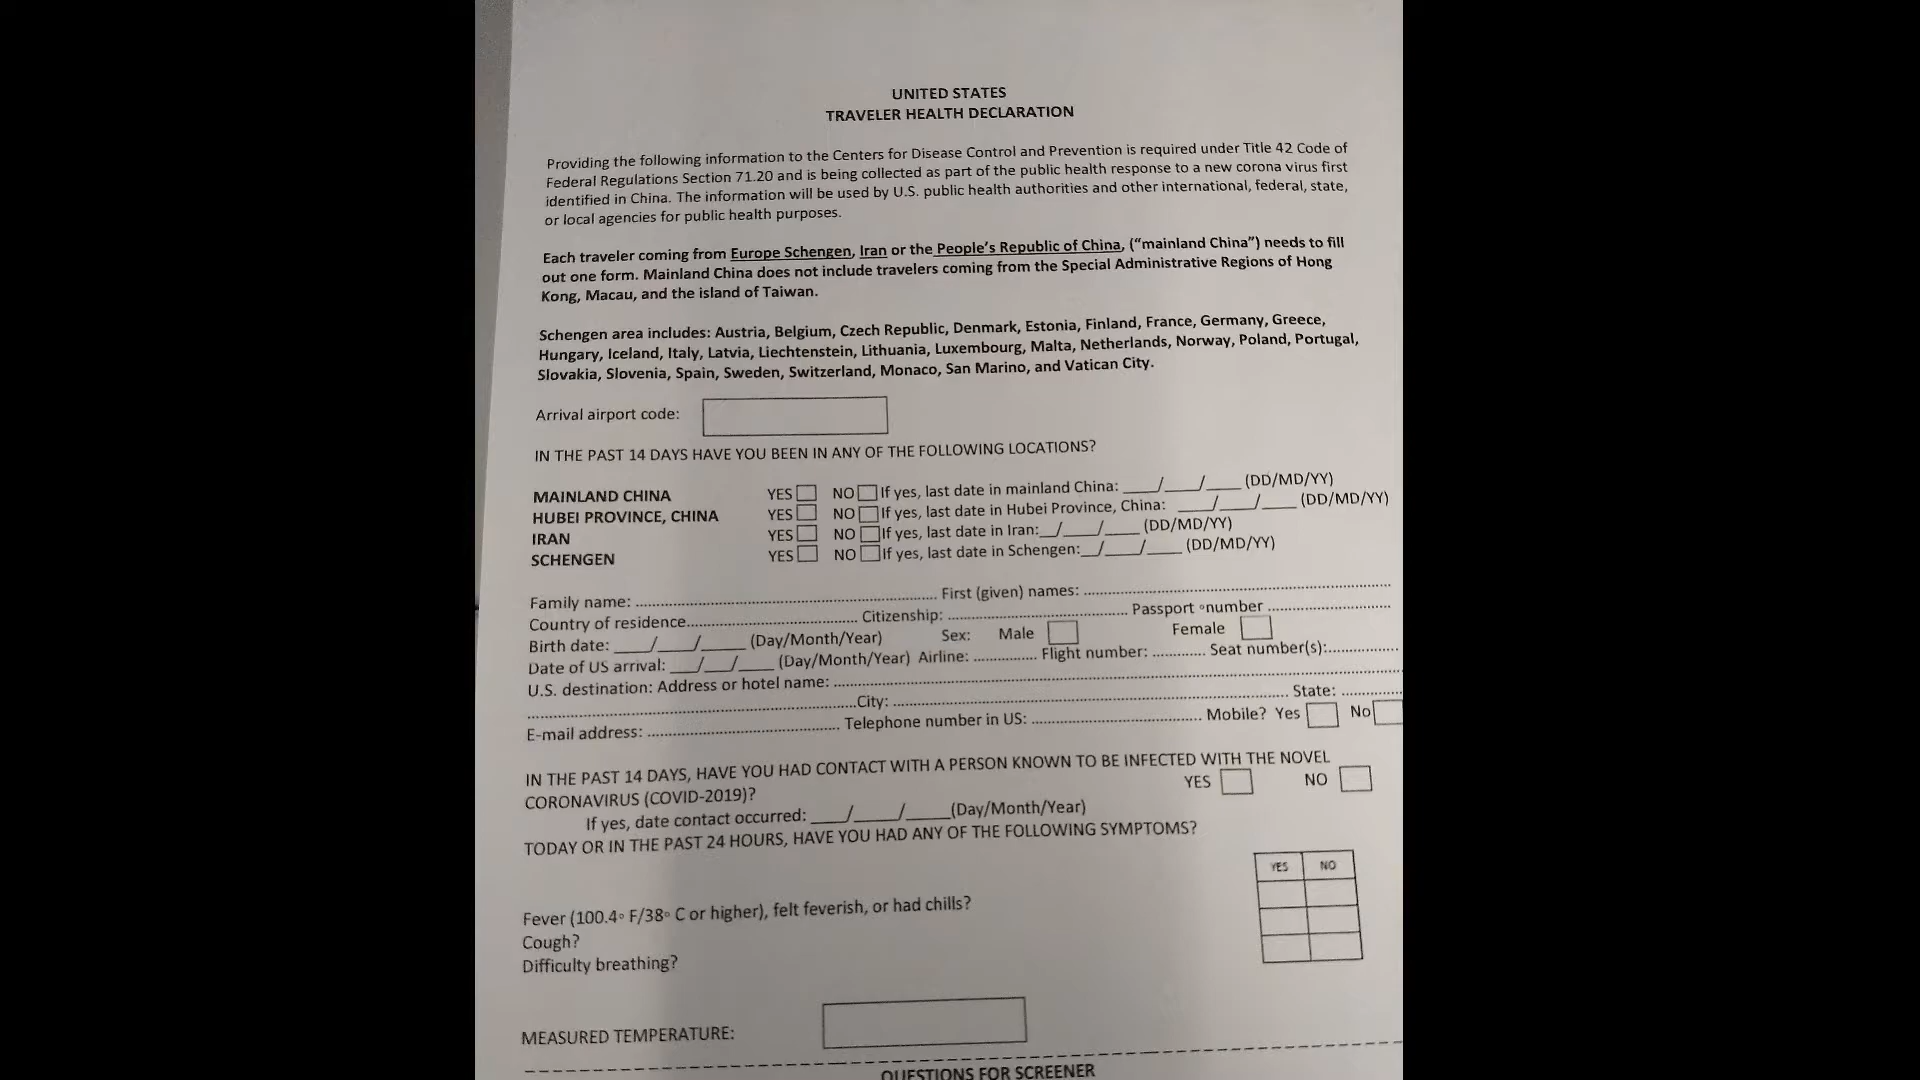 UNITED STATES
TRAVELER HEALTH DECLARATION
Providing the following information to the Centers for Disease Control and Prevention is required under Title 42 Code of
Federal Regulations Section 71.20 and is being collected as part of the public health response to a new corona virus first
identified in China. The information will be used by U.S. public health authorities and other international, federal, state,
or local agencies for public health purposes.
Each traveler coming from Europe Schengen, Iran or the People's Republic of China, ("mainland China") needs to fill
out one form. Mainland China does not include travelers coming from the Special Administrative Regions of Hong
Kong, Macau, and the island of Taiwan.
Schengen area includes: Austria, Belgium, Czech Republic, Denmark, Estonia, Finland, France, Germany, Greece,
Hungary, Iceland, Italy, Latvia, Liechtenstein, Lithuania, Luxembourg, Malta, Netherlands, Norway, Poland, Portugal,
Slovakia, Slovenia, Spain, Sweden, Switzerland, Monaco, San Marino, and Vatican City.
Arrival airport code:
IN THE PAST 14 DAYS HAVE YOU BEEN IN ANY OF THE FOLLOWING LOCATIONS?
MAINLAND CHINA YES NO If yes, last date in mainland China: ___/___/___ (DD/MD/YY)
HUBEI PROVINCE, CHINA YES NO If yes, last date in Hubei Province, China: ___/___/___ (DD/MD/YY)
IRAN YES NO If yes, last date in Iran:__/___/___ (DD/MD/YY)
SCHENGEN YES NO If yes, last date in Schengen:__/___/___ (DD/MD/YY)
Family name: .......... First (given) names: ..........
Country of residence.......... Citizenship: .......... Passport °number ..........
Birth date: ___/___/___ (Day/Month/Year) Sex: Male Female
Date of US arrival: ___/___/___ (Day/Month/Year) Airline: .......... Flight number: .......... Seat number(s):..........
U.S. destination: Address or hotel name: ..........
..........City: .......... State: ..........
E-mail address: .......... Telephone number in US: .......... Mobile? Yes No
IN THE PAST 14 DAYS, HAVE YOU HAD CONTACT WITH A PERSON KNOWN TO BE INFECTED WITH THE NOVEL
CORONAVIRUS (COVID-2019)? YES NO
If yes, date contact occurred: ___/___/___(Day/Month/Year)
TODAY OR IN THE PAST 24 HOURS, HAVE YOU HAD ANY OF THE FOLLOWING SYMPTOMS?
YES NO
Fever (100.4° F/38° C or higher), felt feverish, or had chills?
Cough?
Difficulty breathing?
MEASURED TEMPERATURE:
QUESTIONS FOR SCREENER